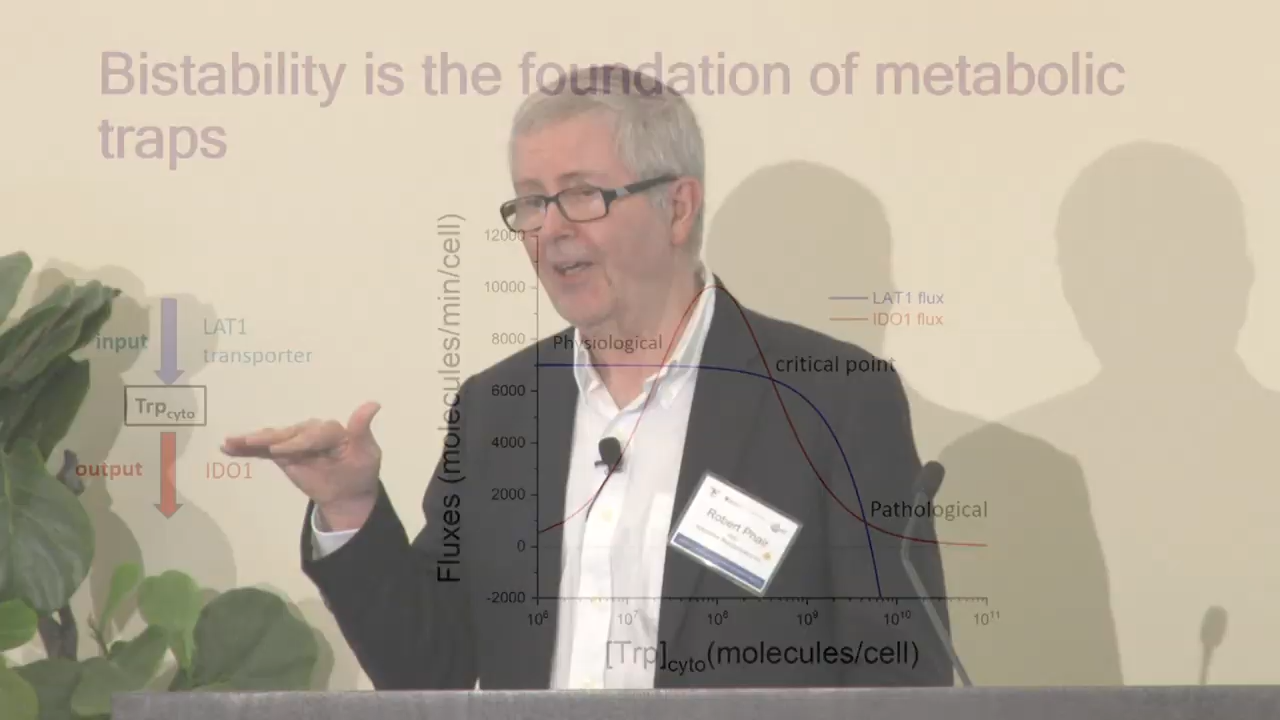 Bistability is the foundation of metabolic
traps
input
LAT1
transporter
Trpcyto
output
IDO1
Fluxes (molecules/min/cell)
12000
10000
8000
6000
4000
2000
0
-2000
10⁶
10⁷
10⁸
10⁹
10¹⁰
10¹¹
[Trp]cyto(molecules/cell)
LAT1 flux
IDO1 flux
Physiological
critical point
Pathological
Robert Phair